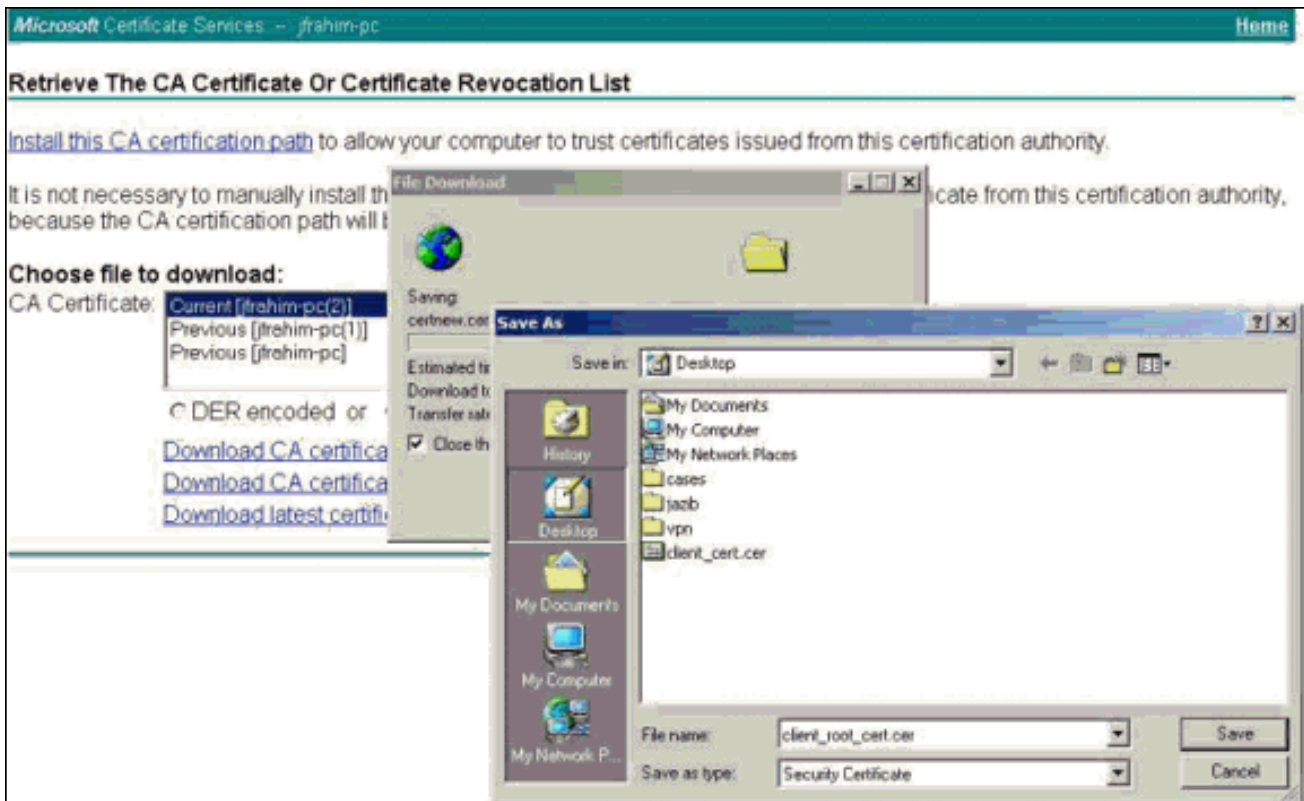 Microsoft Certificate Services -- jfrahim-pc Home
Retrieve The CA Certificate Or Certificate Revocation List
Install this CA certification path to allow your computer to trust certificates issued from this certification authority.
It is not necessary to manually install th
icate from this certification authority,
because the CA certification path will b
Choose file to download:
CA Certificate: Current [jfrahim-pc(2)]
Previous [jfrahim-pc(1)]
Previous [jfrahim-pc]
DER encoded or
Download CA certifica
Download CA certifica
Download latest certifi
File Download
Saving:
certnew.cer
Estimated tim
Download to
Transfer rate
Close th
Save As
Save in: Desktop
History
Desktop
My Documents
My Computer
My Network P...
My Documents
My Computer
My Network Places
cases
jazib
vpn
client_cert.cer
File name: client_root_cert.cer Save
Save as type: Security Certificate Cancel